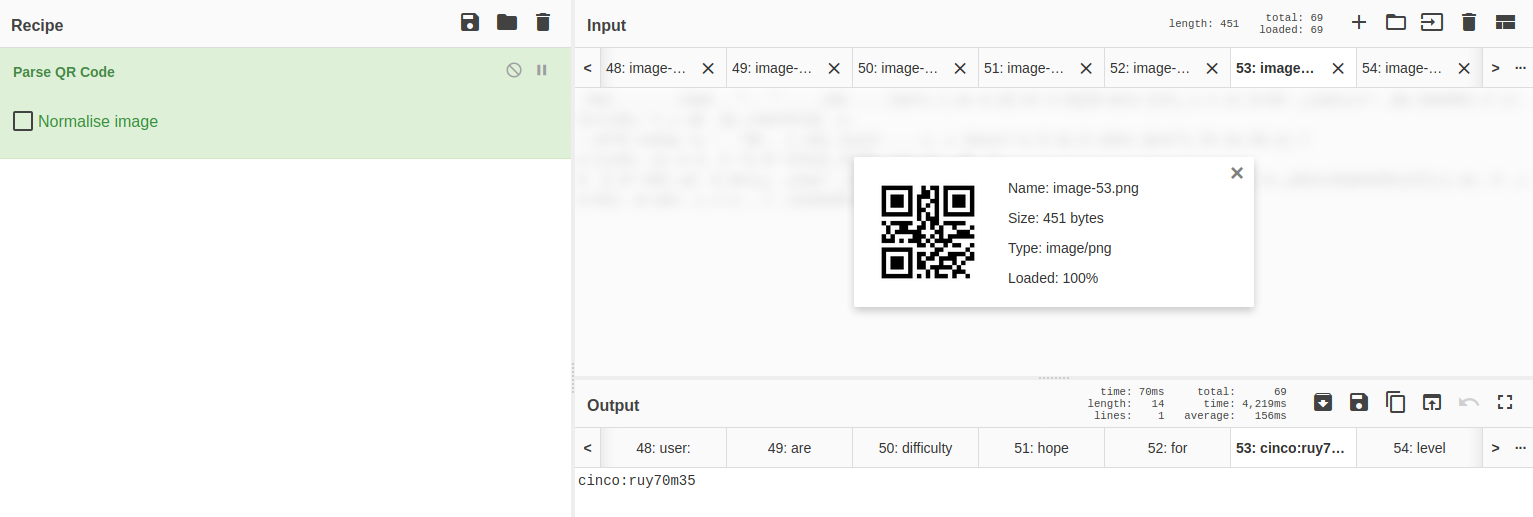 Recipe
Parse QR Code
Normalise image
Input
length: 451
total: 69
loaded: 69
48: image-...
49: image-...
50: image-...
51: image-...
52: image-...
53: image...
54: image-...
Name: image-53.png
Size: 451 bytes
Type: image/png
Loaded: 100%
Output
time: 70ms
length: 14
lines: 1
total: 69
time: 4,219ms
average: 156ms
48: user:
49: are
50: difficulty
51: hope
52: for
53: cinco:ruy7...
54: level
cinco:ruy70m35